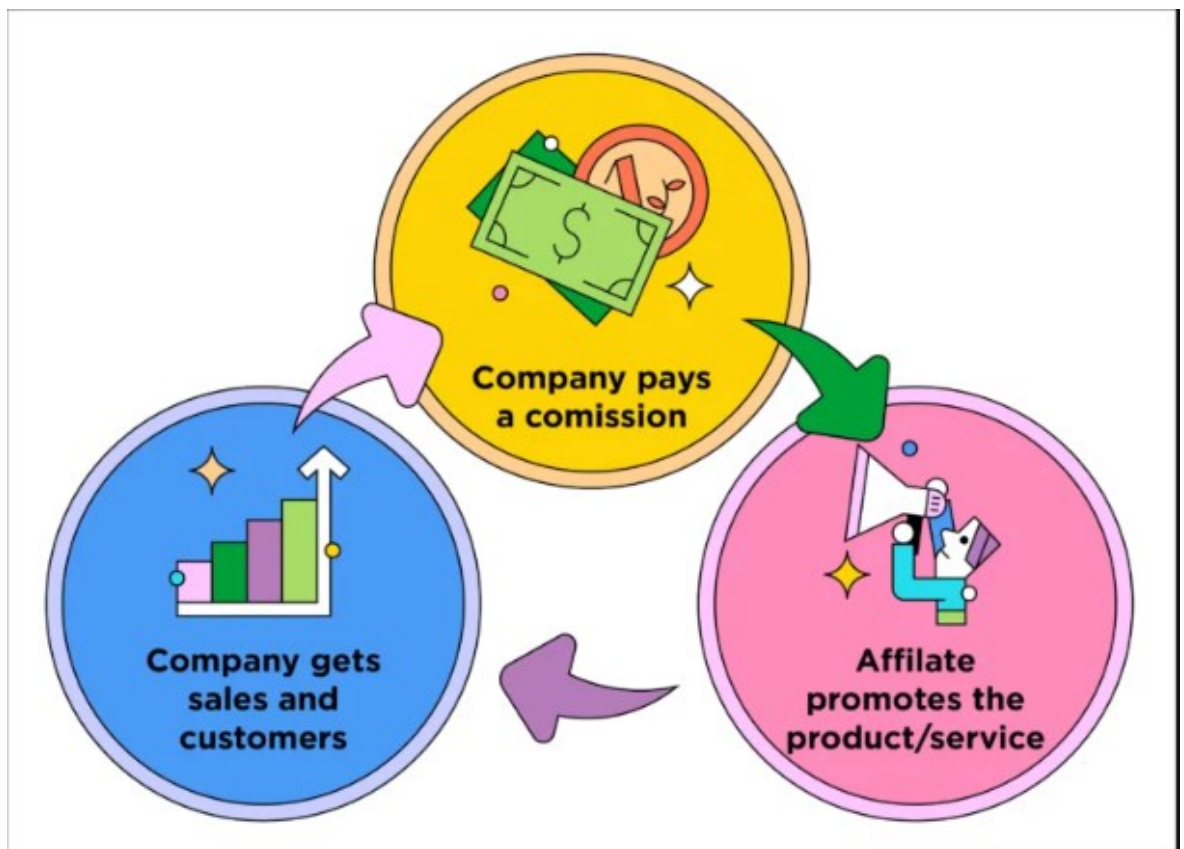 Company pays
a comission
Company gets
sales and
customers
Affilate
promotes the
product/service
$